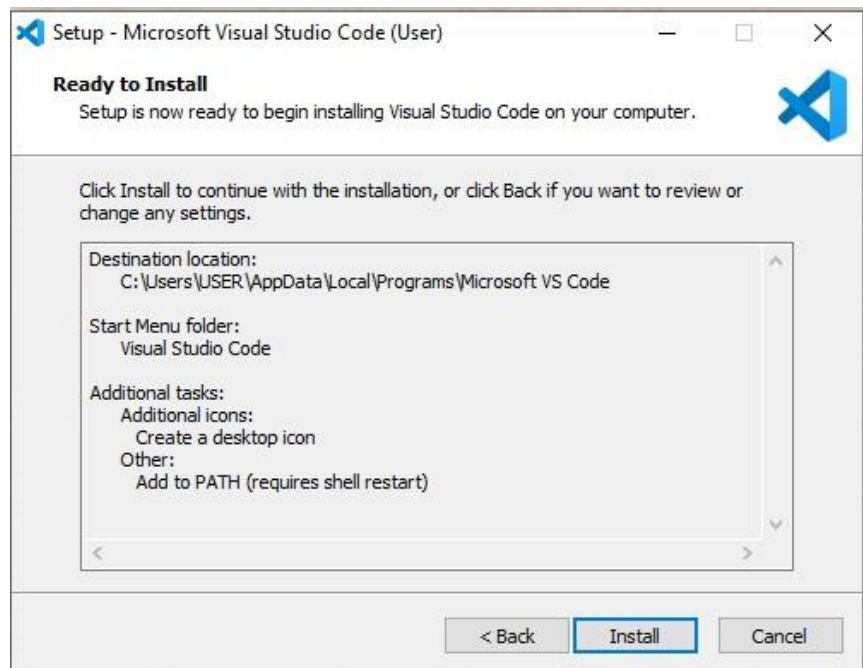 Setup - Microsoft Visual Studio Code (User)
Ready to Install
Setup is now ready to begin installing Visual Studio Code on your computer.
Click Install to continue with the installation, or click Back if you want to review or
change any settings.
Destination location:
C:\Users\USER\AppData\Local\Programs\Microsoft VS Code
Start Menu folder:
Visual Studio Code
Additional tasks:
Additional icons:
Create a desktop icon
Other:
Add to PATH (requires shell restart)
< Back Install Cancel